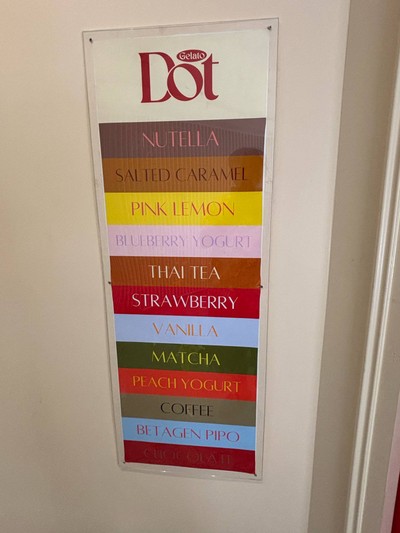 Gelato
Dot
NUTELLA
SALTED CARAMEL
PINK LEMON
BLUEBERRY YOGURT
THAI TEA
STRAWBERRY
VANILLA
MATCHA
PEACH YOGURT
COFFEE
BETAGEN PIPO
CHOCOLATE